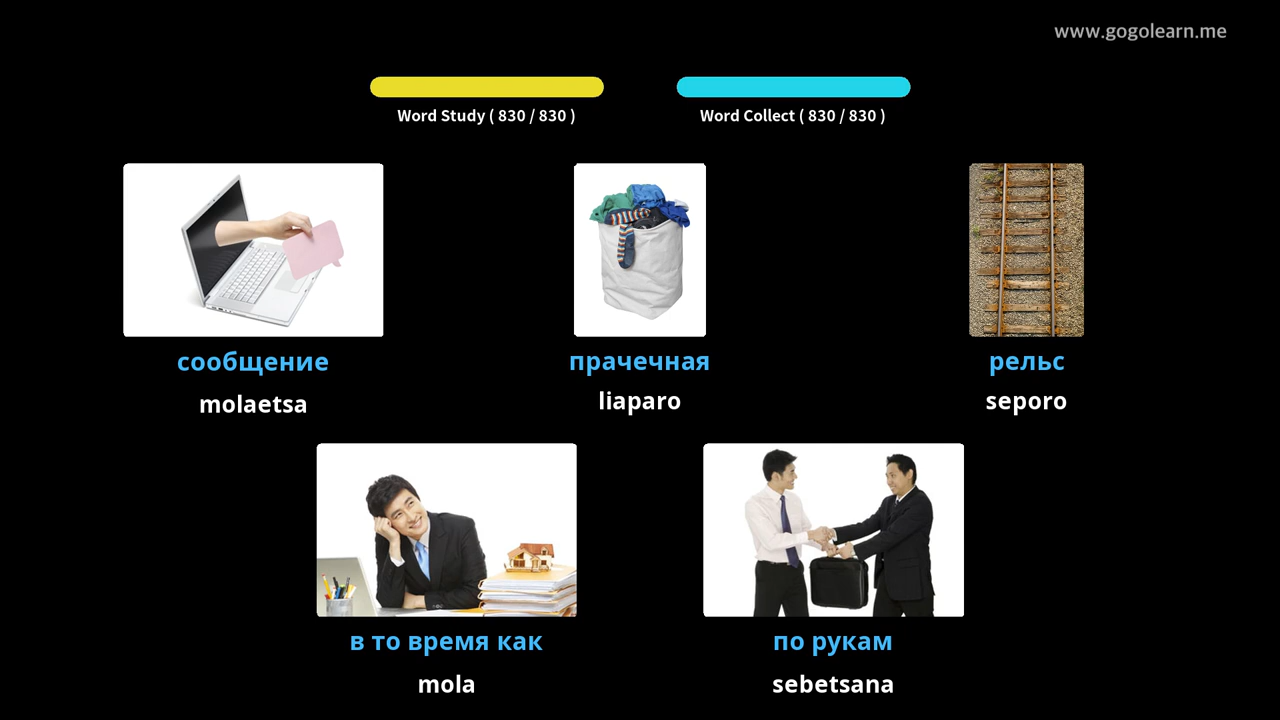 www.gogolearn.me
Word Study ( 830 / 830 )
Word Collect ( 830 / 830 )
сообщение
molaetsa
прачечная
liaparo
рельс
seporo
в то время как
mola
по рукам
sebetsana